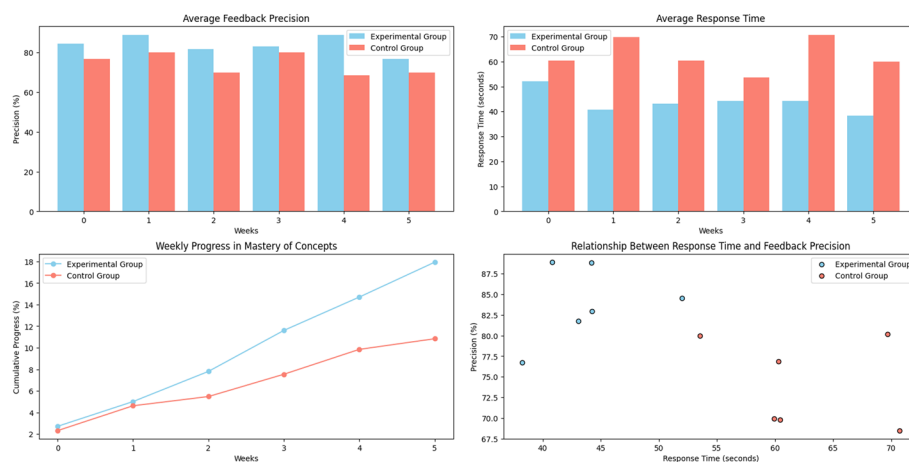 Average Feedback Precision
Precision (%)
80
60
40
20
0
Experimental Group
Control Group
0 1 2 3 4 5
Weeks
Average Response Time
Response Time (seconds)
70
60
50
40
30
20
10
0
Experimental Group
Control Group
0 1 2 3 4 5
Weeks
Weekly Progress in Mastery of Concepts
Cumulative Progress (%)
18
16
14
12
10
8
6
4
2
Experimental Group
Control Group
0 1 2 3 4 5
Weeks
Relationship Between Response Time and Feedback Precision
Precision (%)
87.5
85.0
82.5
80.0
77.5
75.0
72.5
70.0
67.5
Experimental Group
Control Group
40 45 50 55 60 65 70
Response Time (seconds)